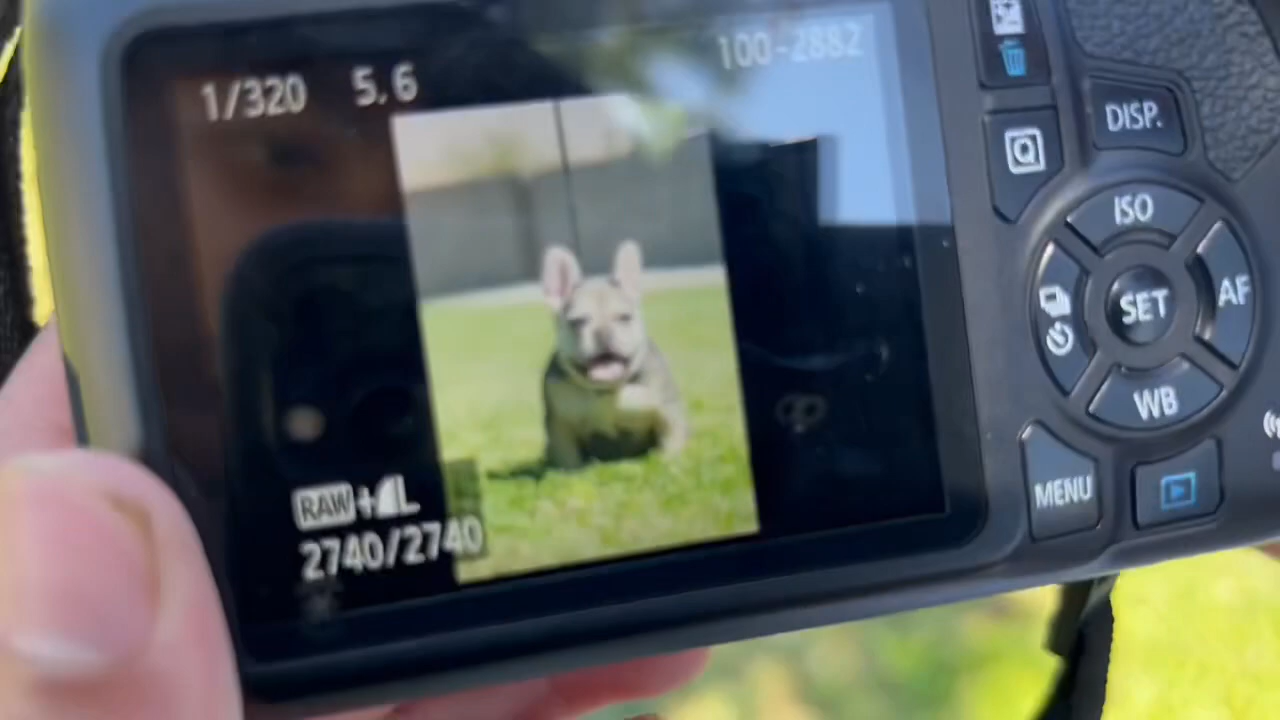 1/320 5.6 100-2882
RAW+L
2740/2740
DISP.
Q
ISO
AF
SET
WB
MENU